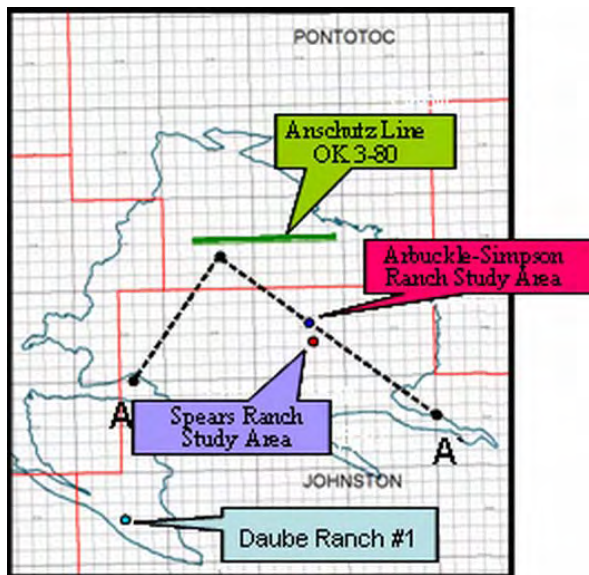 PONTOTOC
Anschutz Line
OK 3-80
Arbuckle-Simpson
Ranch Study Area
A
Spears Ranch
Study Area
A'
JOHNSTON
Daube Ranch #1